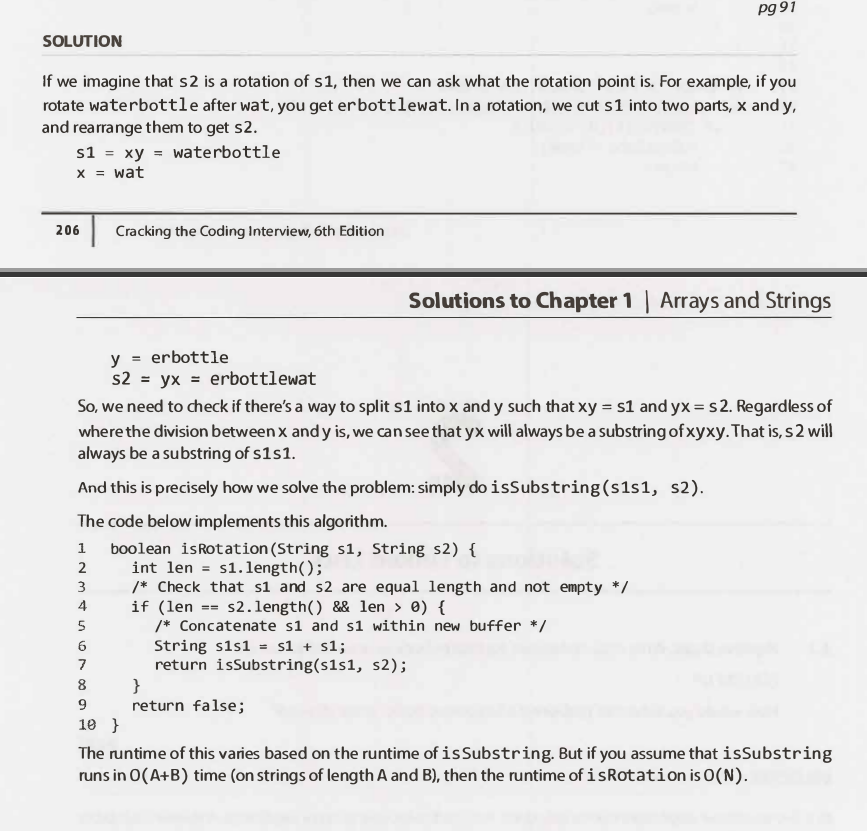 pg 91
SOLUTION
If we imagine that s2 is a rotation of s1, then we can ask what the rotation point is. For example, if you
rotate waterbottle after wat, you get erbottlewat. In a rotation, we cut s1 into two parts, x and y,
and rearrange them to get s2.
s1 = xy = waterbottle
x = wat
206 Cracking the Coding Interview, 6th Edition
Solutions to Chapter 1 | Arrays and Strings
y = erbottle
s2 = yx = erbottlewat
So, we need to check if there's a way to split s1 into x and y such that xy = s1 and yx = s2. Regardless of
where the division between x and y is, we can see that yx will always be a substring of xyxy. That is, s2 will
always be a substring of s1s1.
And this is precisely how we solve the problem: simply do isSubstring(s1s1, s2).
The code below implements this algorithm.
1 boolean isRotation(String s1, String s2) {
2 int len = s1.length();
3 /* Check that s1 and s2 are equal length and not empty */
4 if (len == s2.length() && len > 0) {
5 /* Concatenate s1 and s1 within new buffer */
6 String s1s1 = s1 + s1;
7 return isSubstring(s1s1, s2);
8 }
9 return false;
10 }
The runtime of this varies based on the runtime of isSubstring. But if you assume that isSubstring
runs in O(A+B) time (on strings of length A and B), then the runtime of isRotation is O(N).